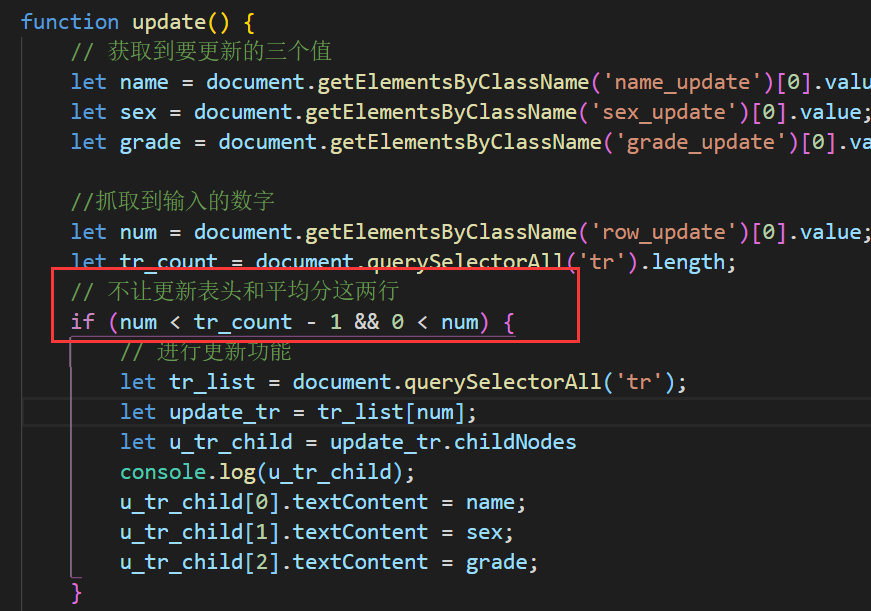 function update() {
// 获取到要更新的三个值
let name = document.getElementsByClassName('name_update')[0].valu
let sex = document.getElementsByClassName('sex_update')[0].value;
let grade = document.getElementsByClassName('grade_update')[0].va
//抓取到输入的数字
let num = document.getElementsByClassName('row_update')[0].value;
let tr_count = document.querySelectorAll('tr').length;
// 不让更新表头和平均分这两行
if (num < tr_count - 1 && 0 < num) {
// 进行更新功能
let tr_list = document.querySelectorAll('tr');
let update_tr = tr_list[num];
let u_tr_child = update_tr.childNodes
console.log(u_tr_child);
u_tr_child[0].textContent = name;
u_tr_child[1].textContent = sex;
u_tr_child[2].textContent = grade;
}